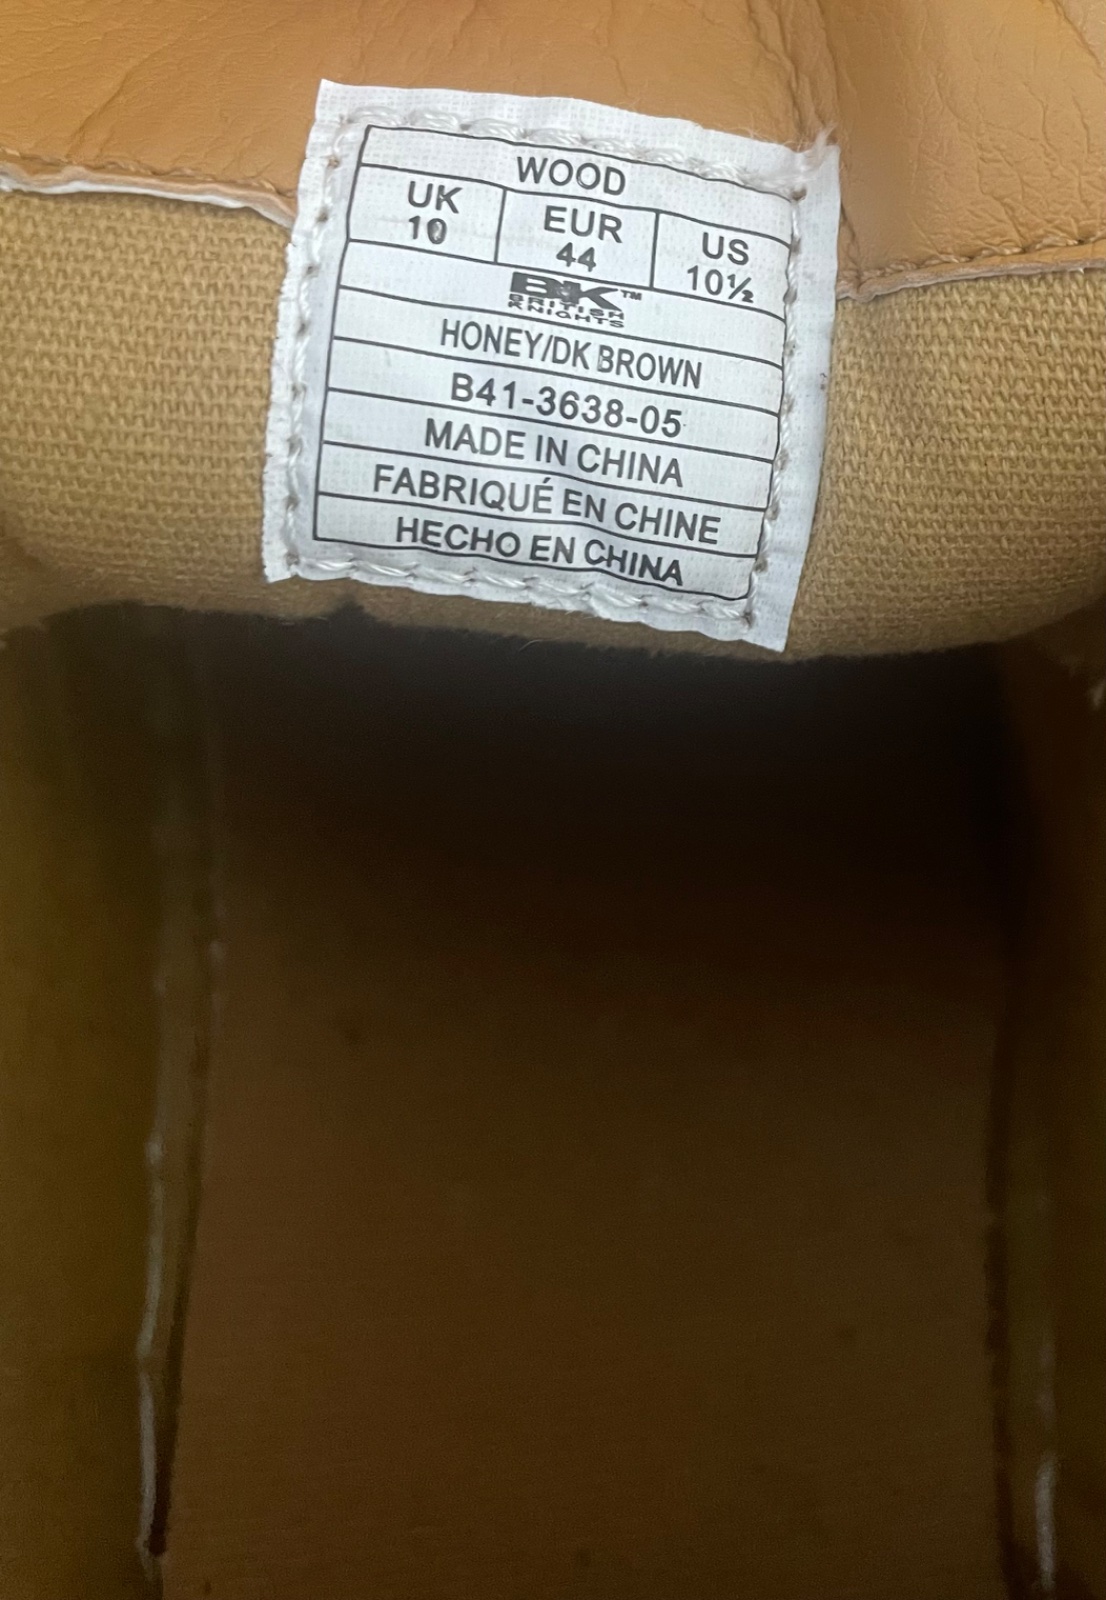 WOOD
UK EUR US
10 44 10½
BK™
BRITISH
KNIGHTS
HONEY/DK BROWN
B41-3638-05
MADE IN CHINA
FABRIQUÉ EN CHINE
HECHO EN CHINA